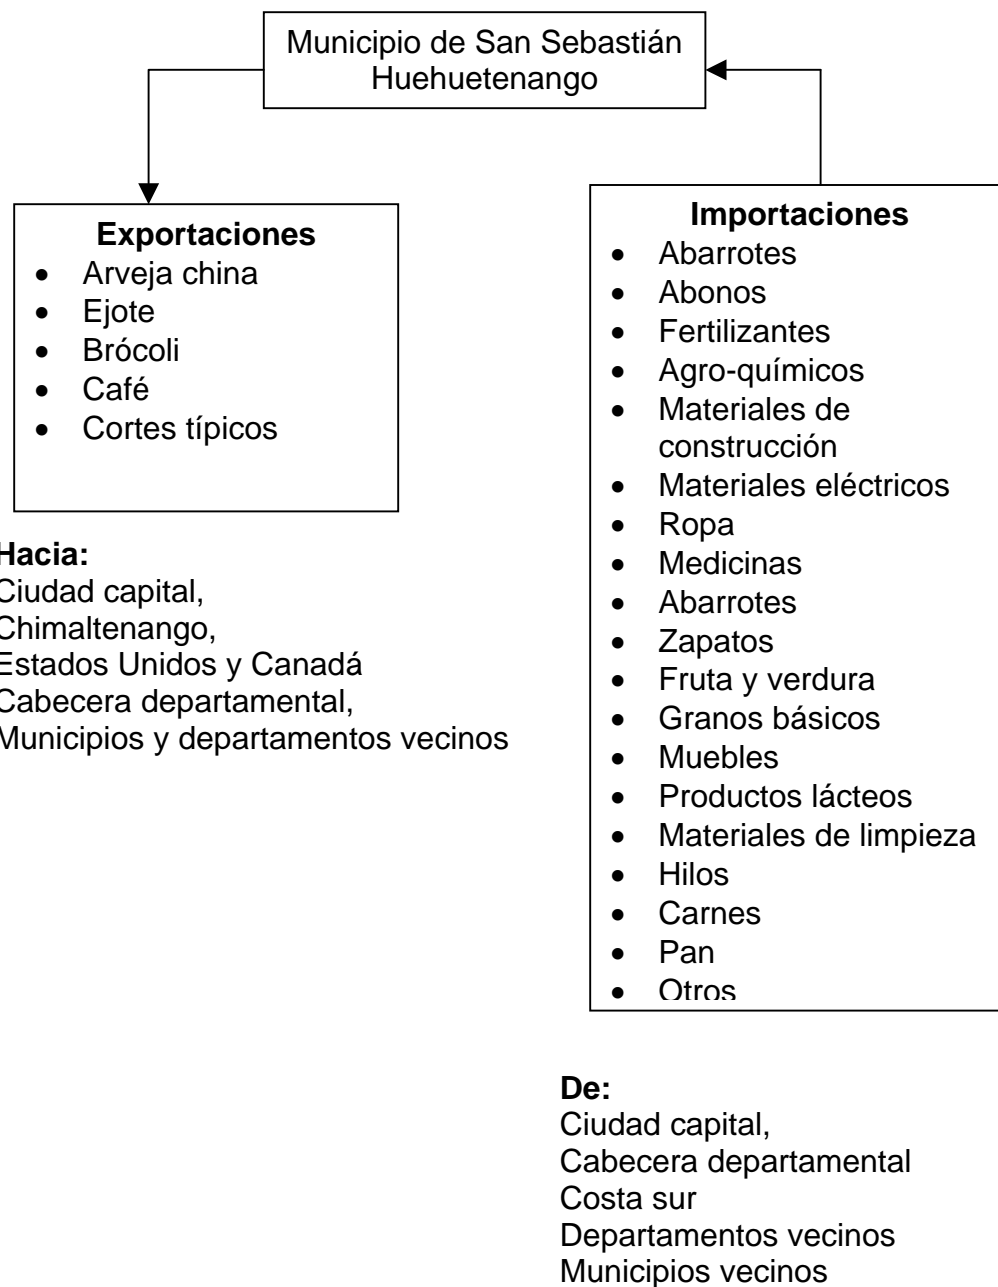 Municipio de San Sebastián
Huehuetenango
Exportaciones
• Arveja china
• Ejote
• Brócoli
• Café
• Cortes típicos
Hacia:
Ciudad capital,
Chimaltenango,
Estados Unidos y Canadá
Cabecera departamental,
Municipios y departamentos vecinos
Importaciones
• Abarrotes
• Abonos
• Fertilizantes
• Agro-químicos
• Materiales de
construcción
• Materiales eléctricos
• Ropa
• Medicinas
• Abarrotes
• Zapatos
• Fruta y verdura
• Granos básicos
• Muebles
• Productos lácteos
• Materiales de limpieza
• Hilos
• Carnes
• Pan
• Otros
De:
Ciudad capital,
Cabecera departamental
Costa sur
Departamentos vecinos
Municipios vecinos